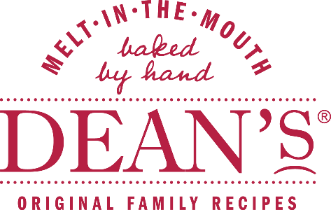 MELT·IN·THE·MOUTH
baked
by hand
DEAN'S®
ORIGINAL FAMILY RECIPES